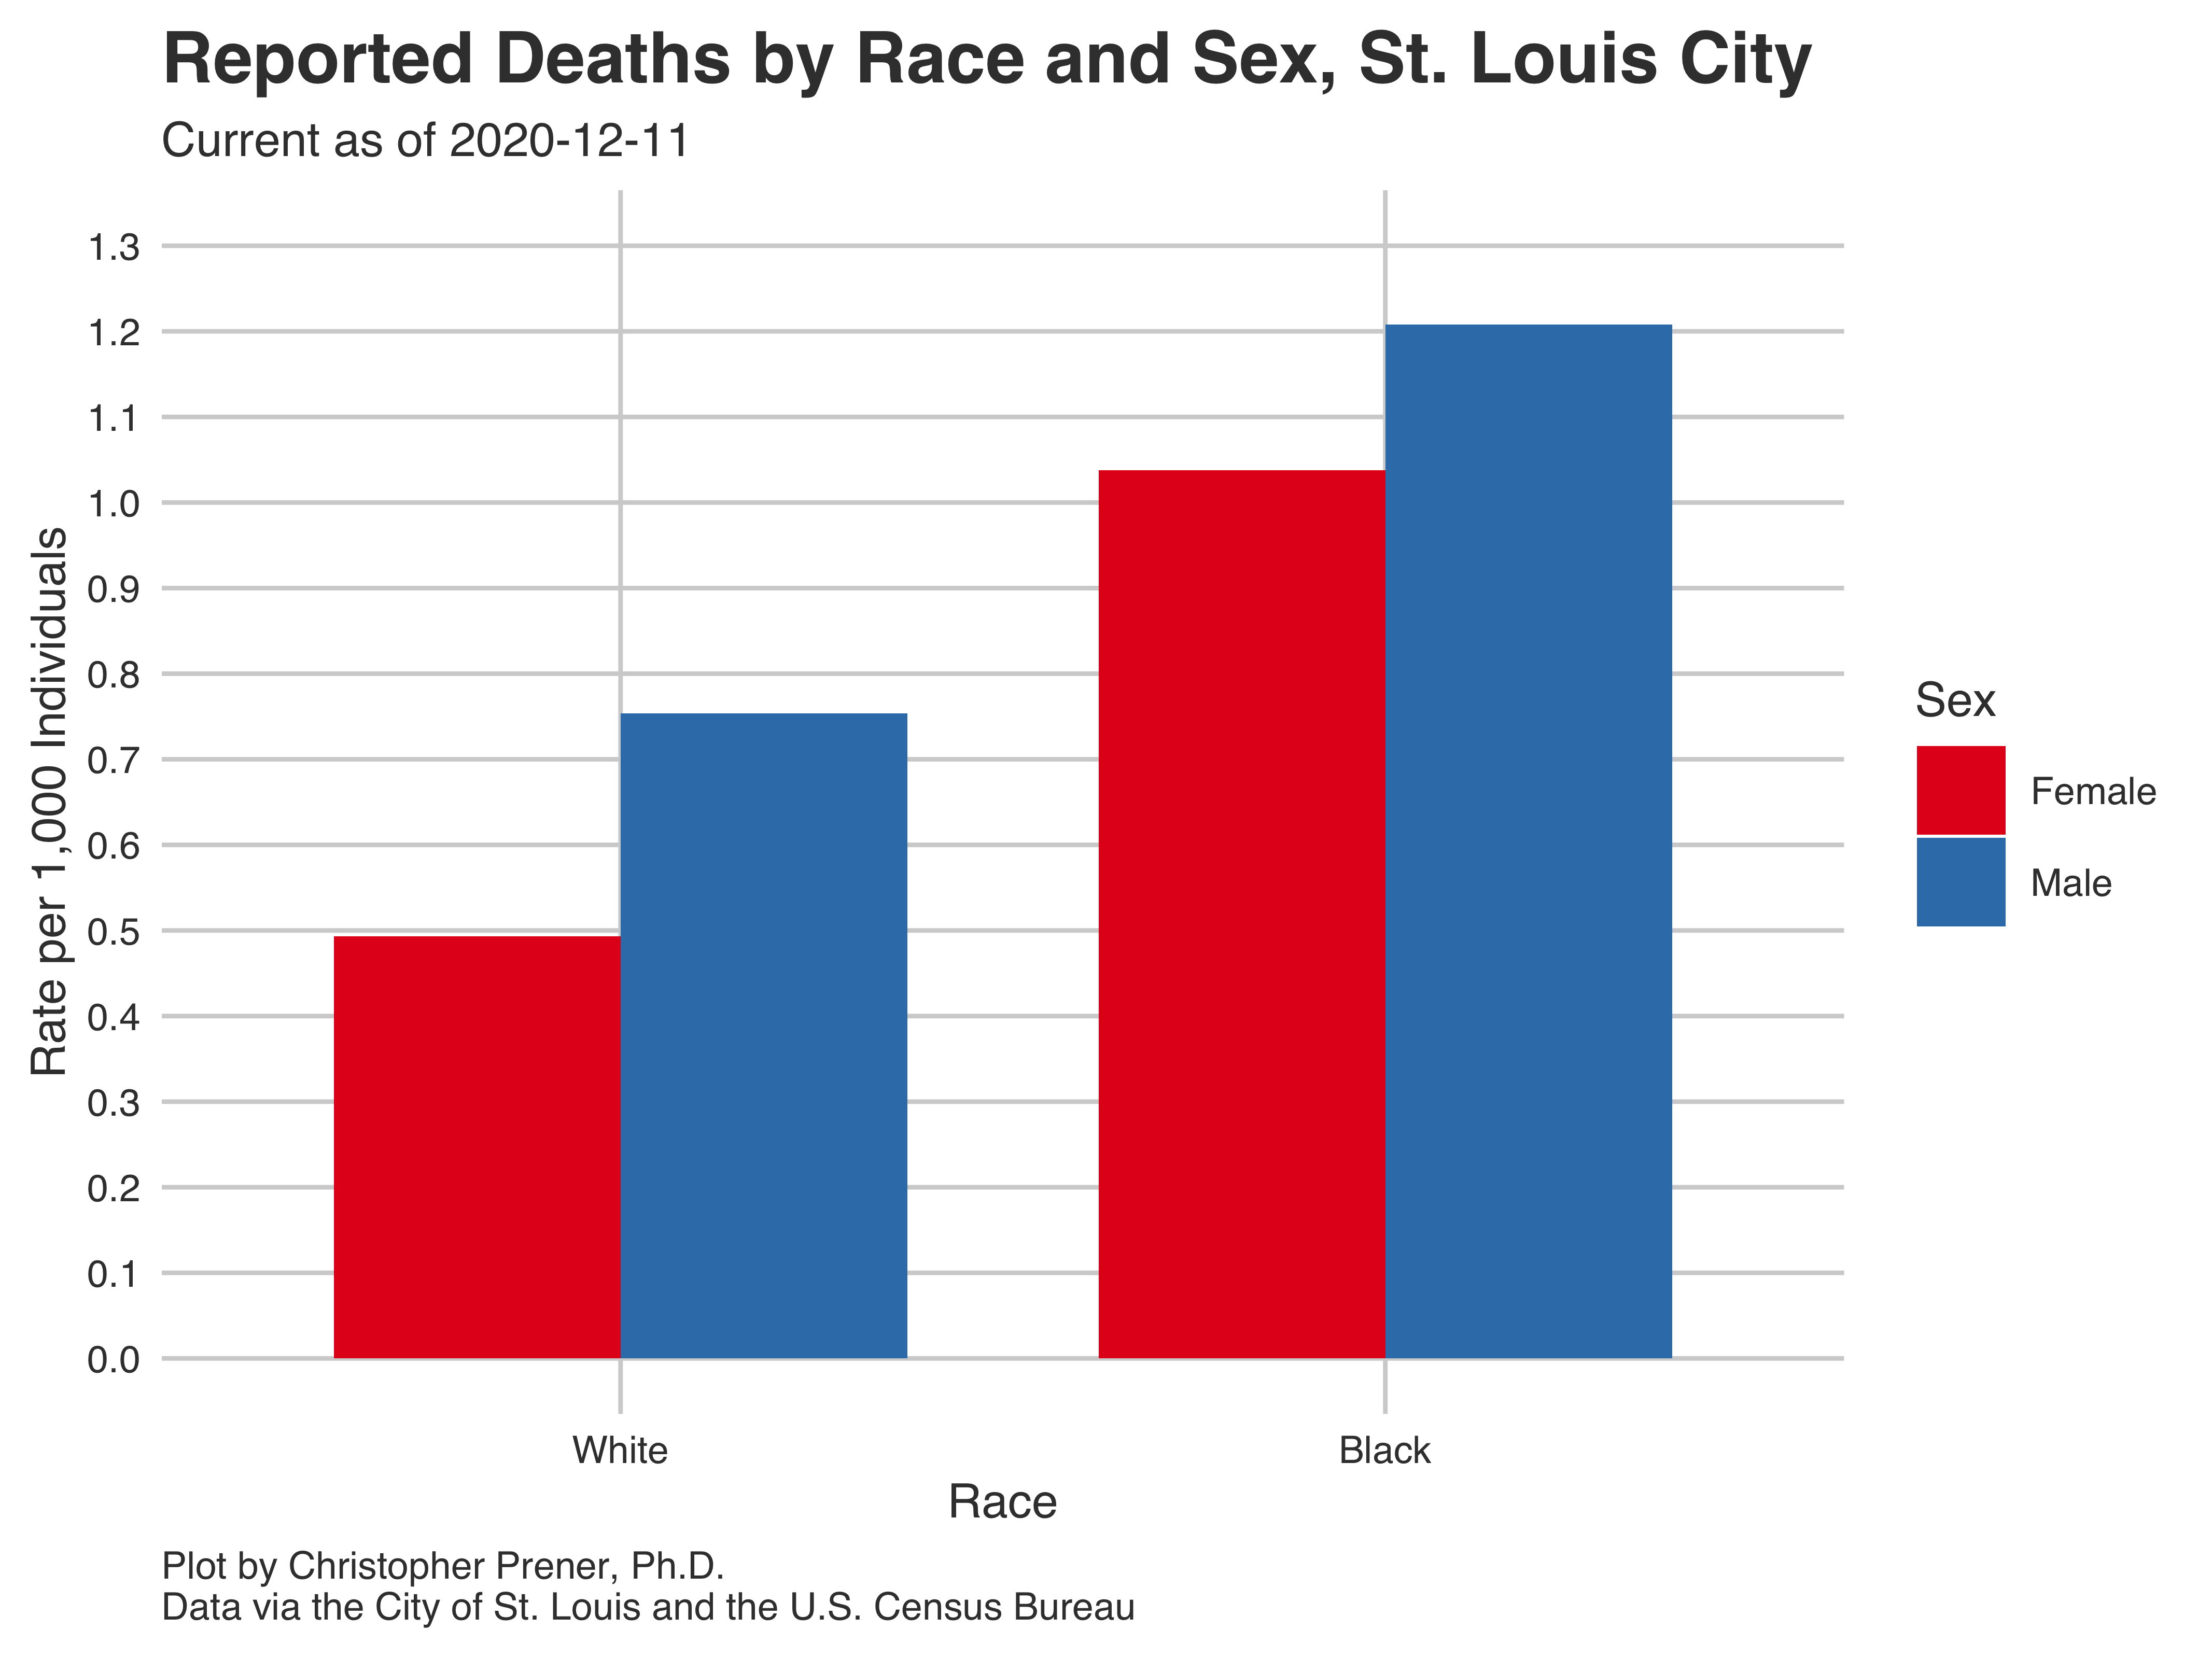 Reported Deaths by Race and Sex, St. Louis City
Current as of 2020-12-11
Rate per 1,000 Individuals
1.3
1.2
1.1
1.0
0.9
0.8
0.7
0.6
0.5
0.4
0.3
0.2
0.1
0.0
White
Black
Race
Sex
Female
Male
Plot by Christopher Prener, Ph.D.
Data via the City of St. Louis and the U.S. Census Bureau